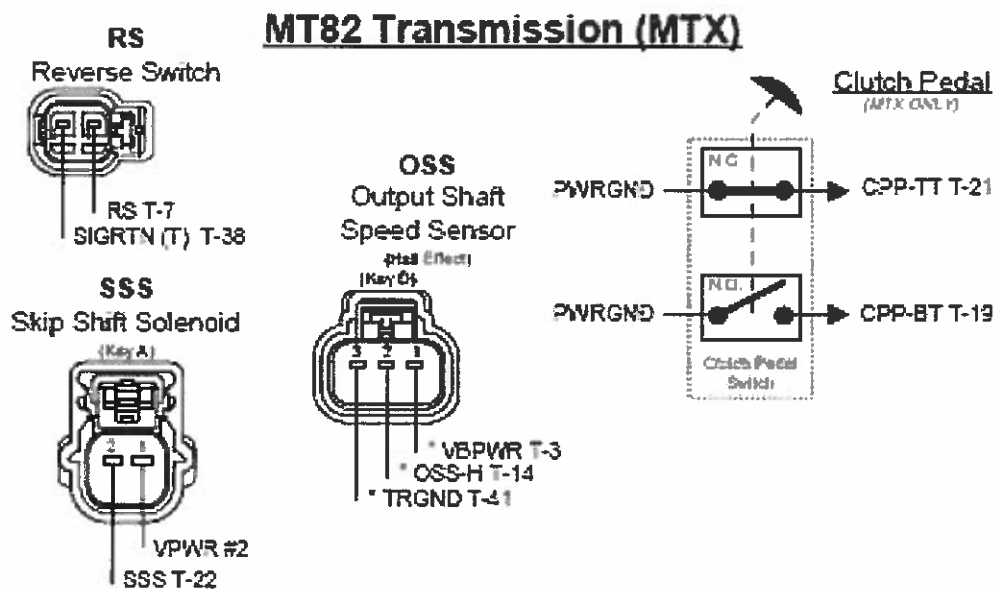 MT82 Transmission (MTX)
RS
Reverse Switch
RS T-7
SIGRTN (T) T-38
SSS
Skip Shift Solenoid
(Key A)
2 1
VPWR #2
SSS T-22
OSS
Output Shaft
Speed Sensor
(Hall Effect)
(Key B)
3 2 1
* VBPWR T-3
* OSS-H T-14
* TRGND T-41
Clutch Pedal
(MTX ONLY)
N.C.
PWRGND
CPP-TT T-21
N.O.
PWRGND
CPP-BT T-19
Clutch Pedal
Switch